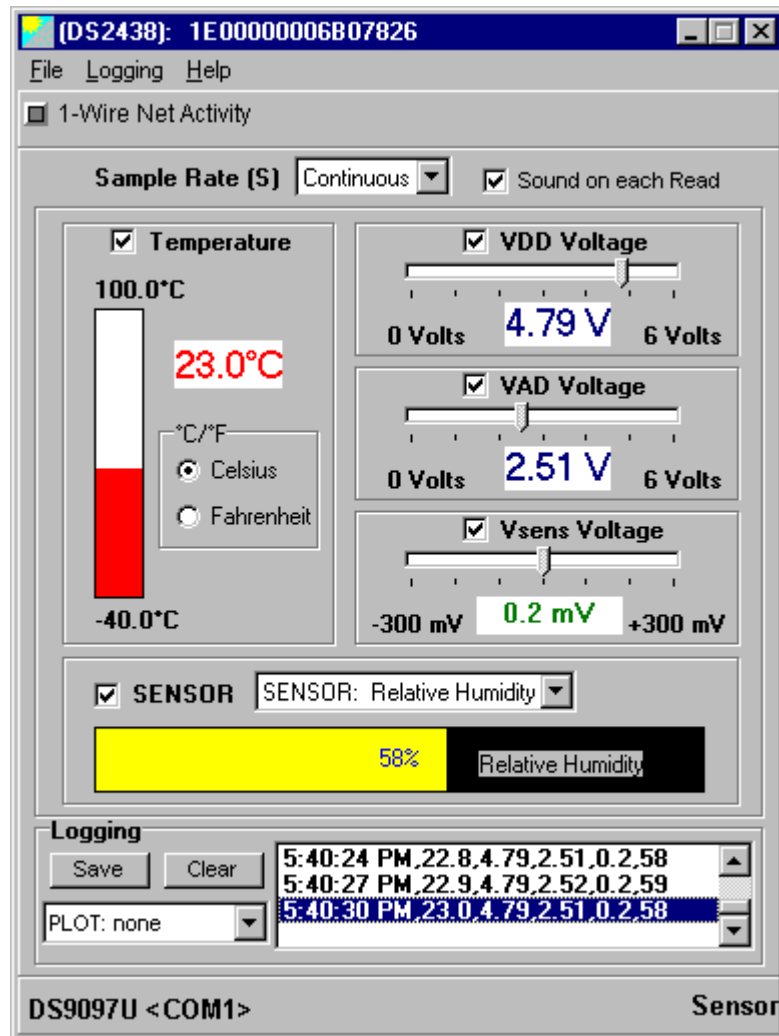 (DS2438): 1E00000006B07826
File Logging Help
1-Wire Net Activity
Sample Rate (S) Continuous Sound on each Read
Temperature
100.0°C
23.0°C
°C/°F
Celsius
Fahrenheit
-40.0°C
VDD Voltage
0 Volts 4.79 V 6 Volts
VAD Voltage
0 Volts 2.51 V 6 Volts
Vsens Voltage
-300 mV 0.2 mV +300 mV
SENSOR SENSOR: Relative Humidity
58% Relative Humidity
Logging
Save Clear
PLOT: none
5:40:24 PM,22.8,4.79,2.51,0.2,58
5:40:27 PM,22.9,4.79,2.52,0.2,59
5:40:30 PM,23.0,4.79,2.51,0.2,58
DS9097U <COM1> Sensor